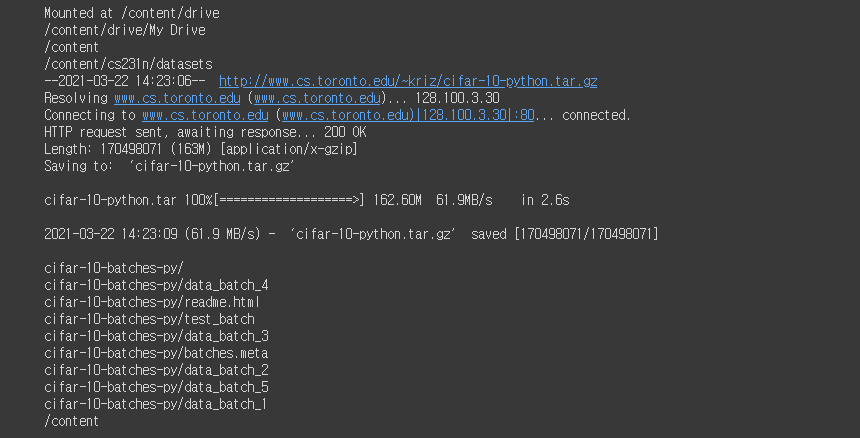 Mounted at /content/drive
/content/drive/My Drive
/content
/content/cs231n/datasets
--2021-03-22 14:23:06--  http://www.cs.toronto.edu/~kriz/cifar-10-python.tar.gz
Resolving www.cs.toronto.edu (www.cs.toronto.edu)... 128.100.3.30
Connecting to www.cs.toronto.edu (www.cs.toronto.edu)|128.100.3.30|:80... connected.
HTTP request sent, awaiting response... 200 OK
Length: 170498071 (163M) [application/x-gzip]
Saving to: ‘cifar-10-python.tar.gz’
cifar-10-python.tar 100%[===================>] 162.60M  61.9MB/s    in 2.6s
2021-03-22 14:23:09 (61.9 MB/s) - ‘cifar-10-python.tar.gz’ saved [170498071/170498071]
cifar-10-batches-py/
cifar-10-batches-py/data_batch_4
cifar-10-batches-py/readme.html
cifar-10-batches-py/test_batch
cifar-10-batches-py/data_batch_3
cifar-10-batches-py/batches.meta
cifar-10-batches-py/data_batch_2
cifar-10-batches-py/data_batch_5
cifar-10-batches-py/data_batch_1
/content